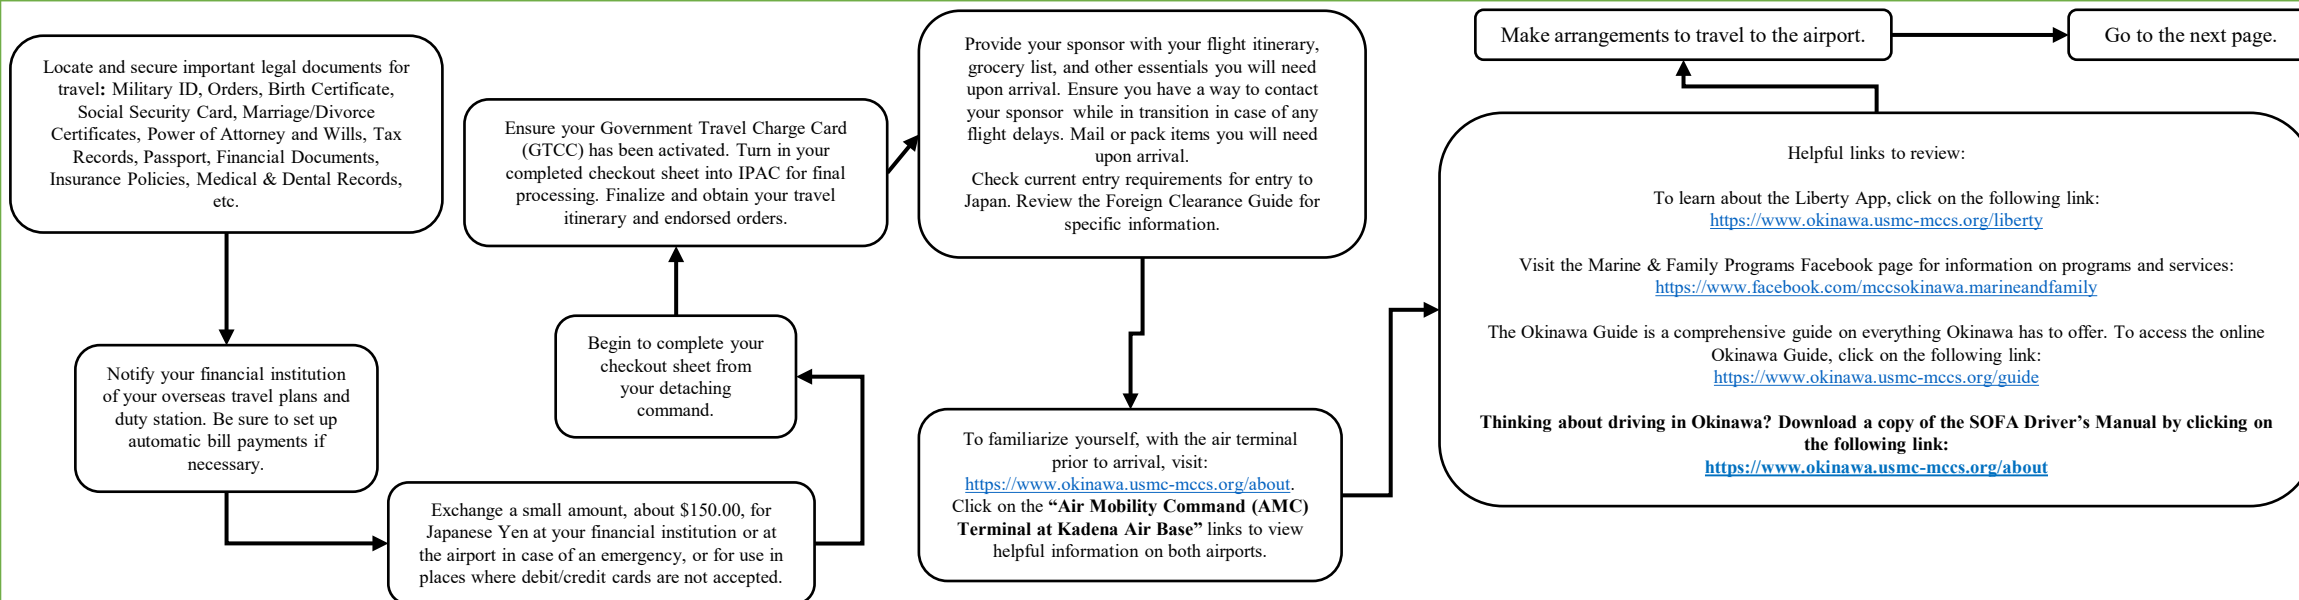 Locate and secure important legal documents for
travel: Military ID, Orders, Birth Certificate,
Social Security Card, Marriage/Divorce
Certificates, Power of Attorney and Wills, Tax
Records, Passport, Financial Documents,
Insurance Policies, Medical & Dental Records,
etc.
Notify your financial institution
of your overseas travel plans and
duty station. Be sure to set up
automatic bill payments if
necessary.
Exchange a small amount, about $150.00, for
Japanese Yen at your financial institution or at
the airport in case of an emergency, or for use in
places where debit/credit cards are not accepted.
Begin to complete your
checkout sheet from
your detaching
command.
Ensure your Government Travel Charge Card
(GTCC) has been activated. Turn in your
completed checkout sheet into IPAC for final
processing. Finalize and obtain your travel
itinerary and endorsed orders.
Provide your sponsor with your flight itinerary,
grocery list, and other essentials you will need
upon arrival. Ensure you have a way to contact
your sponsor while in transition in case of any
flight delays. Mail or pack items you will need
upon arrival.
Check current entry requirements for entry to
Japan. Review the Foreign Clearance Guide for
specific information.
To familiarize yourself, with the air terminal
prior to arrival, visit:
https://www.okinawa.usmc-mccs.org/about.
Click on the “Air Mobility Command (AMC)
Terminal at Kadena Air Base” links to view
helpful information on both airports.
Helpful links to review:
To learn about the Liberty App, click on the following link:
https://www.okinawa.usmc-mccs.org/liberty
Visit the Marine & Family Programs Facebook page for information on programs and services:
https://www.facebook.com/mccsokinawa.marineandfamily
The Okinawa Guide is a comprehensive guide on everything Okinawa has to offer. To access the online
Okinawa Guide, click on the following link:
https://www.okinawa.usmc-mccs.org/guide
Thinking about driving in Okinawa? Download a copy of the SOFA Driver’s Manual by clicking on
the following link:
https://www.okinawa.usmc-mccs.org/about
Make arrangements to travel to the airport.
Go to the next page.